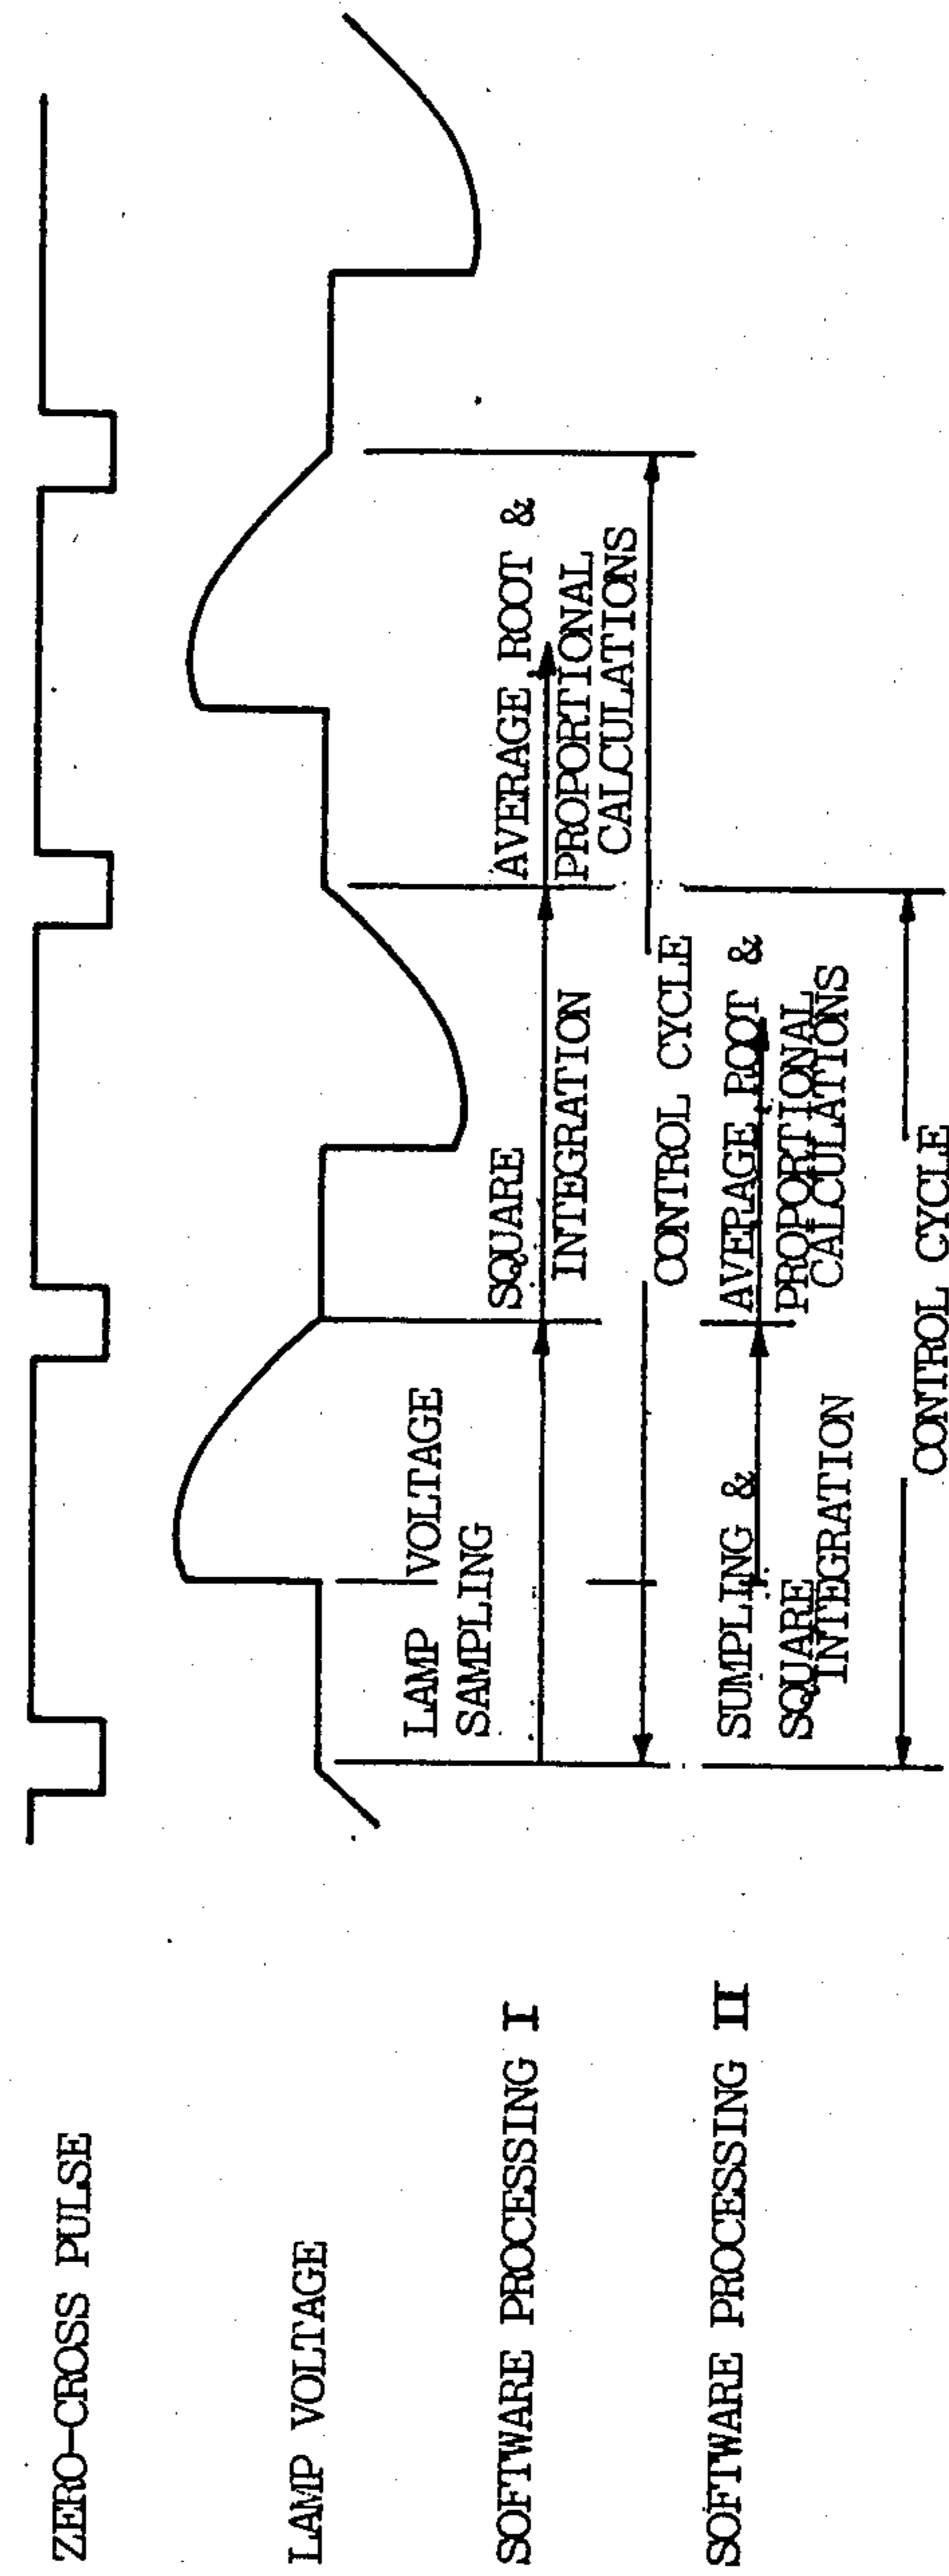 ZERO-CROSS PULSE
LAMP VOLTAGE
SOFTWARE PROCESSING I
LAMP VOLTAGE
SAMPLING
SQUARE
INTEGRATION
AVERAGE ROOT &
PROPORTIONAL
CALCULATIONS
CONTROL CYCLE
SOFTWARE PROCESSING II
SUMPLING &
SQUARE
INTEGRATION
AVERAGE ROOT &
PROPORTIONAL
CALCULATIONS
CONTROL CYCLE